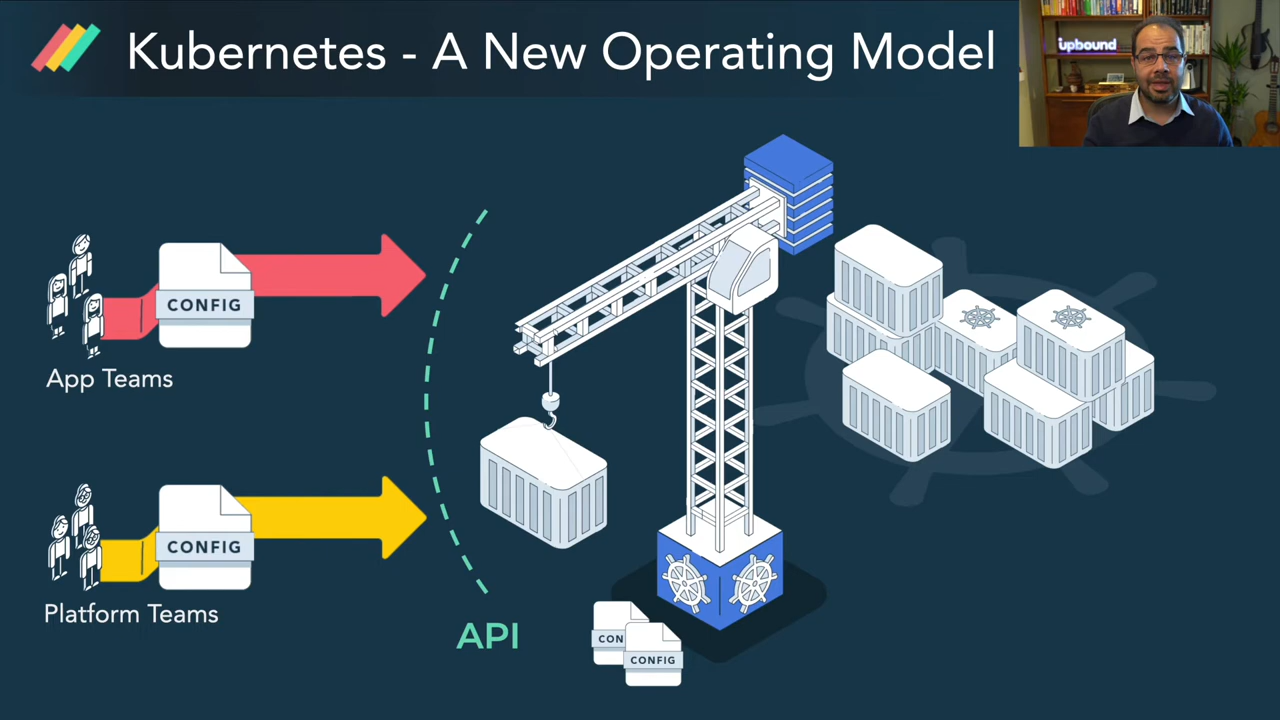 Kubernetes - A New Operating Model
upbound
CONFIG
App Teams
CONFIG
Platform Teams
API
CON
CONFIG